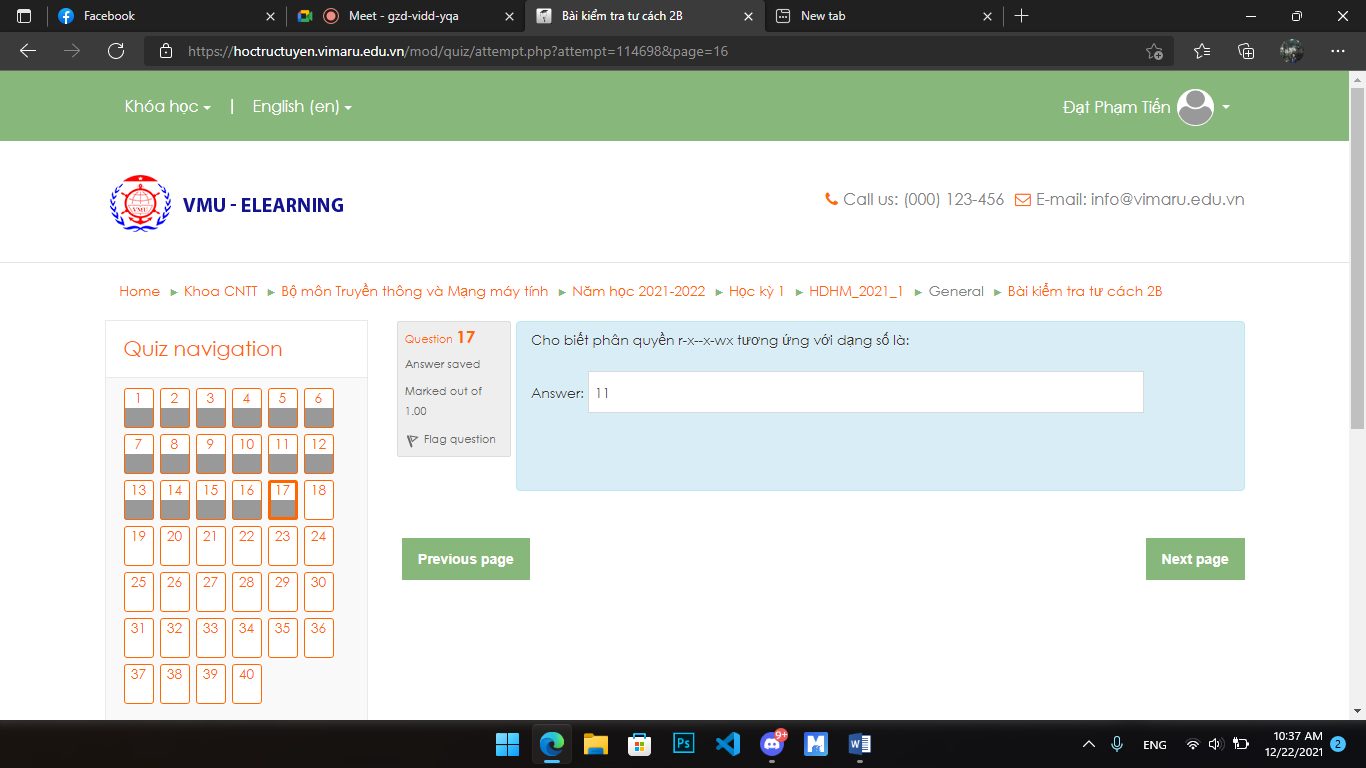 Facebook
Meet - gzd-vidd-yqa
Bài kiểm tra tư cách 2B
New tab
https://hoctructuyen.vimaru.edu.vn/mod/quiz/attempt.php?attempt=114698&page=16
Khóa học | English (en)
Đạt Phạm Tiến
VMU - ELEARNING
Call us: (000) 123-456 E-mail: info@vimaru.edu.vn
Home ► Khoa CNTT ► Bộ môn Truyền thông và Mạng máy tính ► Năm học 2021-2022 ► Học kỳ 1 ► HDHM_2021_1 ► General ► Bài kiểm tra tư cách 2B
Quiz navigation
1 2 3 4 5 6
7 8 9 10 11 12
13 14 15 16 17 18
19 20 21 22 23 24
25 26 27 28 29 30
31 32 33 34 35 36
37 38 39 40
Question 17
Answer saved
Marked out of
1.00
Flag question
Cho biết phân quyền r-x--x-wx tương ứng với dạng số là:
Answer: 11
Previous page
Next page
Ps
9+
ENG
10:37 AM
12/22/2021
2